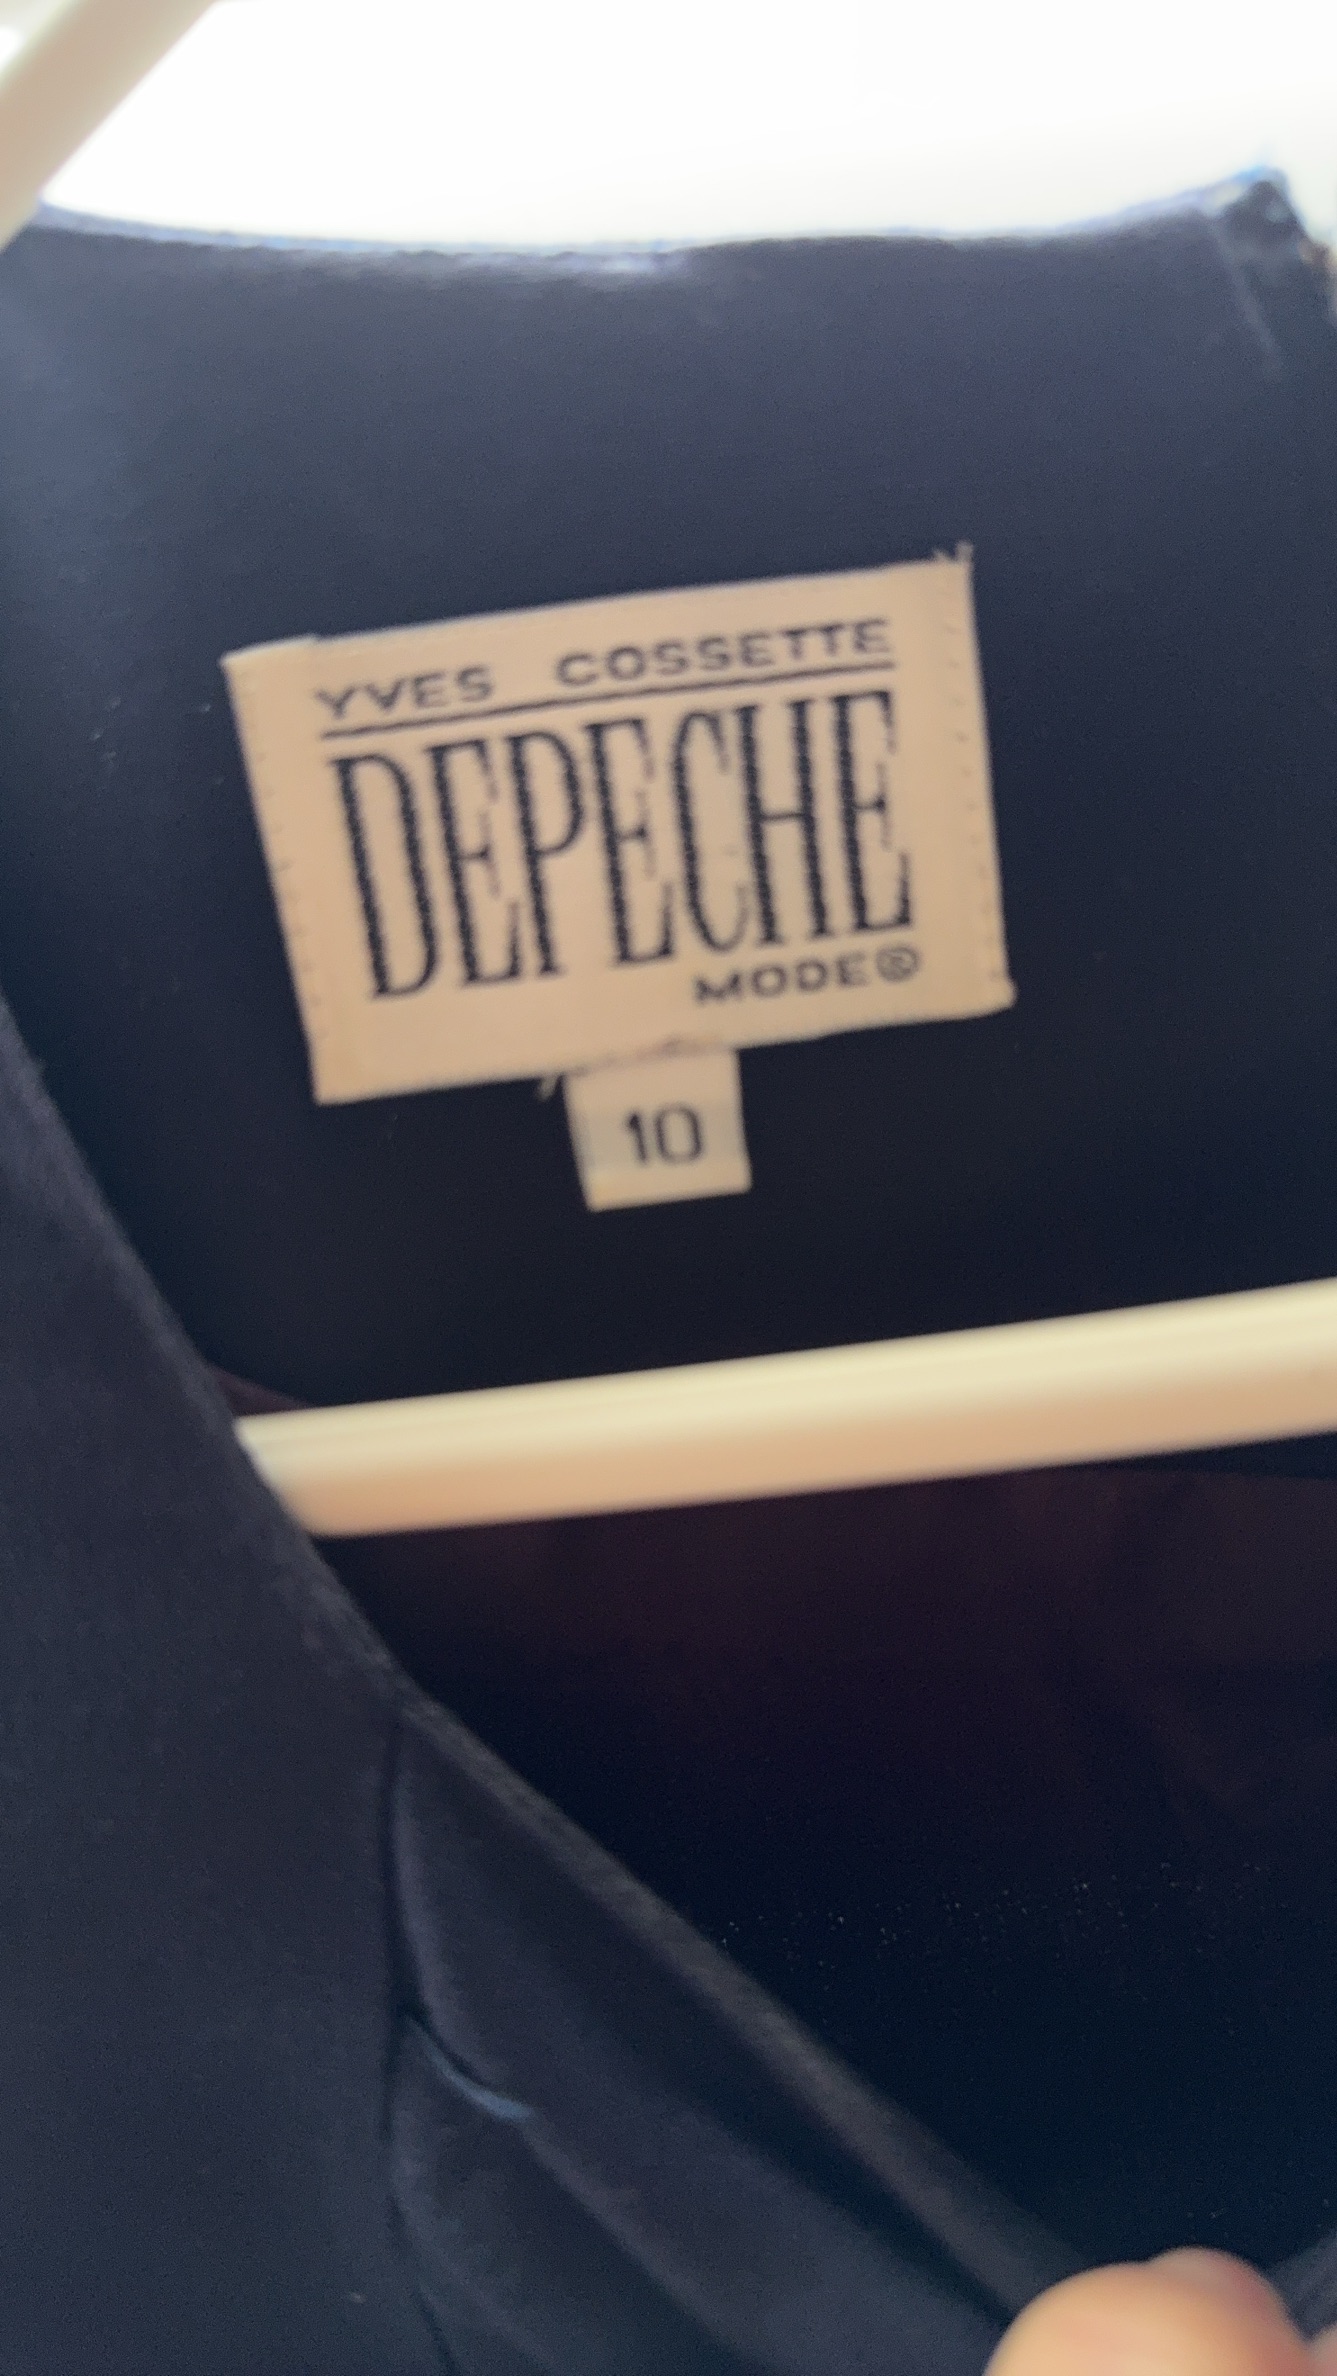 YVES COSSETTE
DEPECHE
MODE®
10